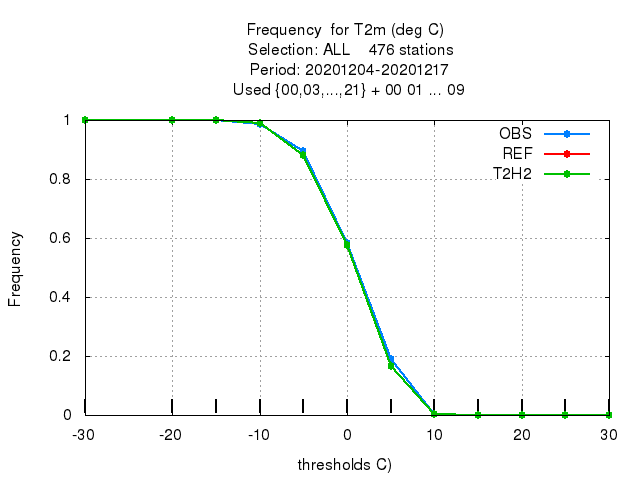 Frequency  for T2m (deg C)
Selection: ALL    476 stations
Period: 20201204-20201217
Used {00,03,...,21} + 00 01 ... 09
OBS
REF
T2H2
1
0.8
0.6
0.4
0.2
0
Frequency
-30 -20 -10 0 10 20 30
thresholds C)